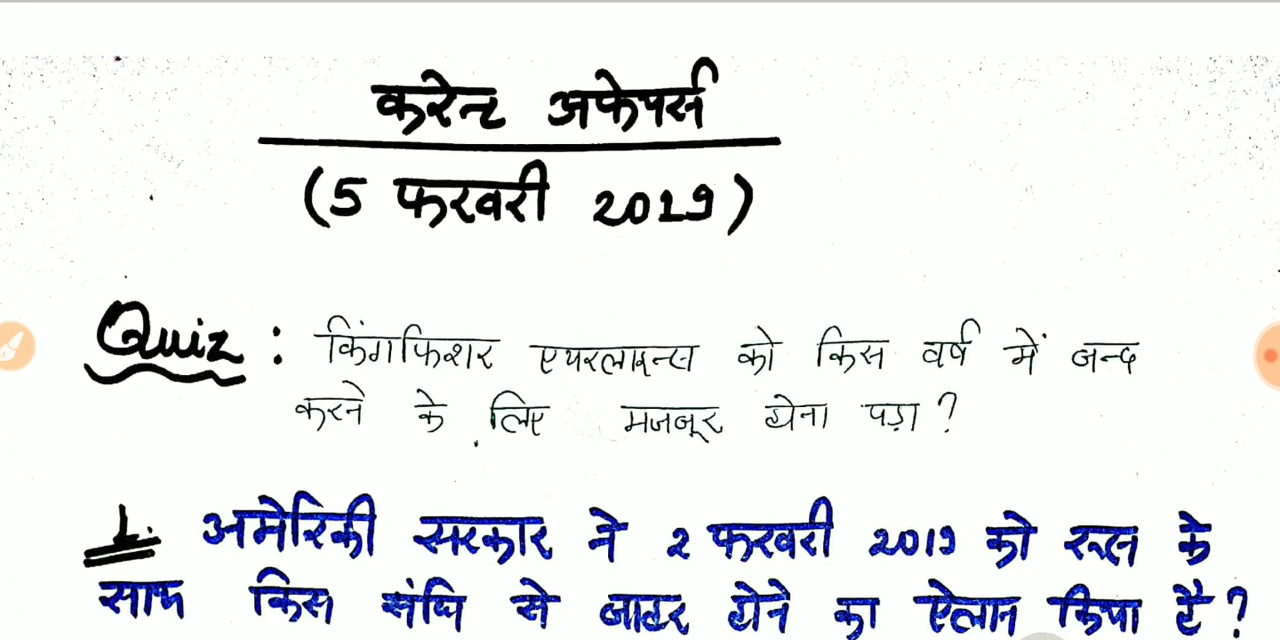 करेन्ट अफेयर्स
(5 फरवरी 2019)
Quiz : किंगफिशर एयरलाइन्स को किस वर्ष में बन्द
करने के लिए मजबूर होना पड़ा?
1. अमेरिकी सरकार ने 2 फरवरी 2019 को रूस के
साथ किस संधि से बाहर होने का ऐलान किया है?